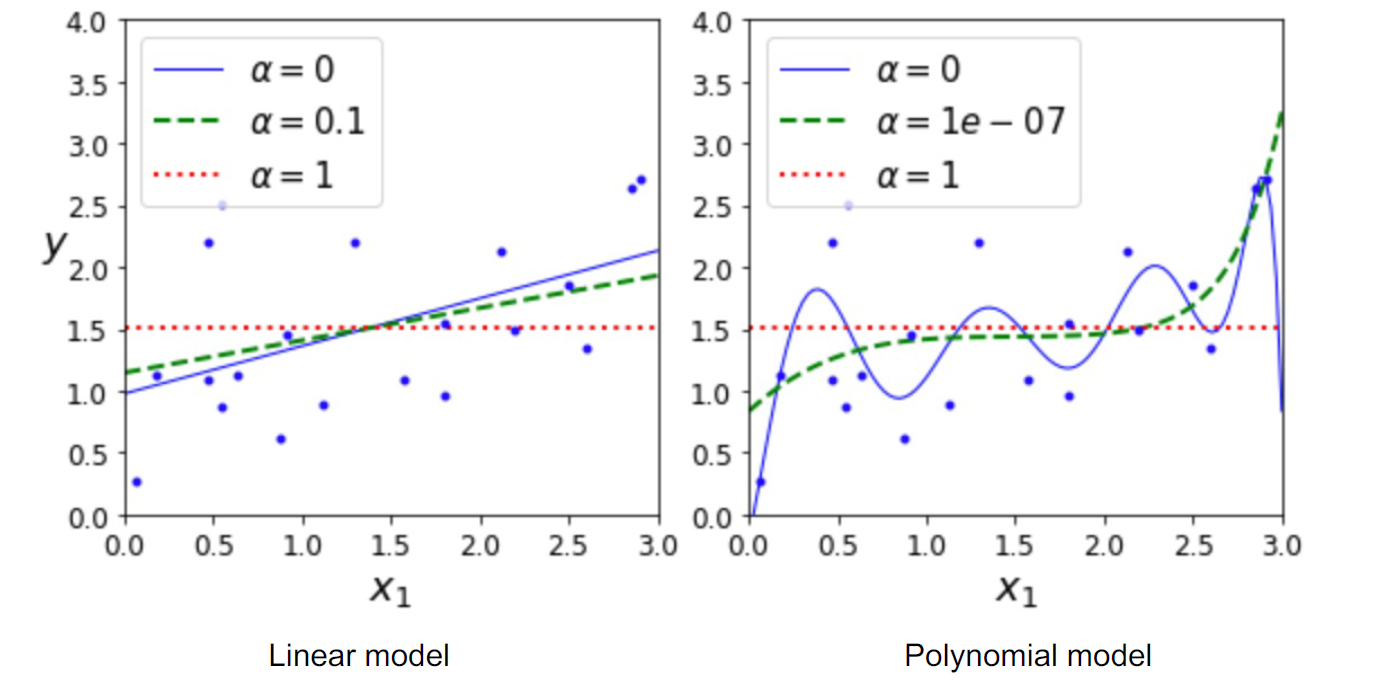 4.0
3.5
3.0
2.5
2.0
1.5
1.0
0.5
0.0
y
α = 0
α = 0.1
α = 1
0.0 0.5 1.0 1.5 2.0 2.5 3.0
x₁
Linear model
4.0
3.5
3.0
2.5
2.0
1.5
1.0
0.5
0.0
α = 0
α = 1e − 07
α = 1
0.0 0.5 1.0 1.5 2.0 2.5 3.0
x₁
Polynomial model